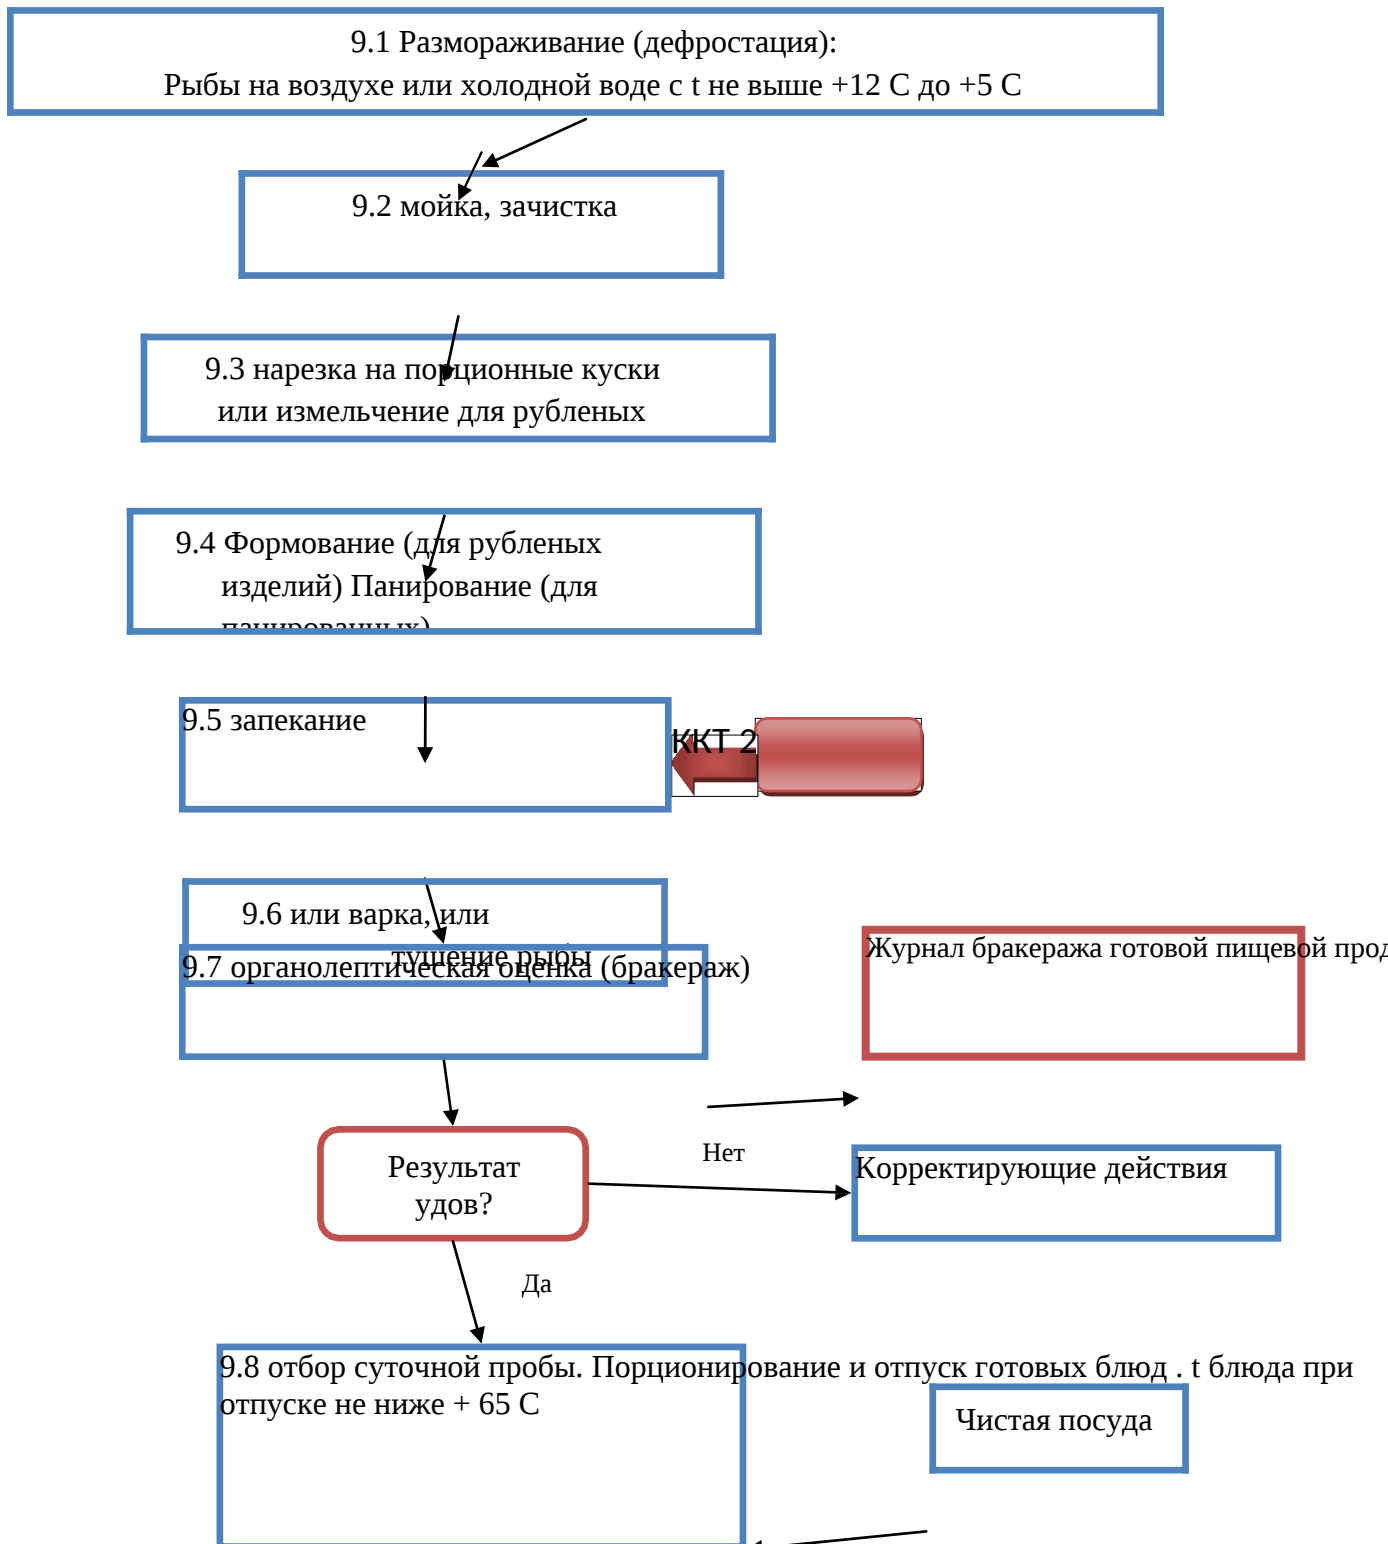 9.1 Размораживание (дефростация):
Рыбы на воздухе или холодной воде с t не выше +12 С до +5 С
9.2 мойка, зачистка
9.3 нарезка на порционные куски
или измельчение для рубленых
9.4 Формование (для рубленых
изделий) Панирование (для
панированных)
9.5 запекание
ККТ 2
9.6 или варка, или
тушение рыбы
9.7 органолептическая оценка (бракераж)
Журнал бракеража готовой пищевой прод
Результат
удов?
Нет
Корректирующие действия
Да
9.8 отбор суточной пробы. Порционирование и отпуск готовых блюд . t блюда при
отпуске не ниже + 65 С
Чистая посуда